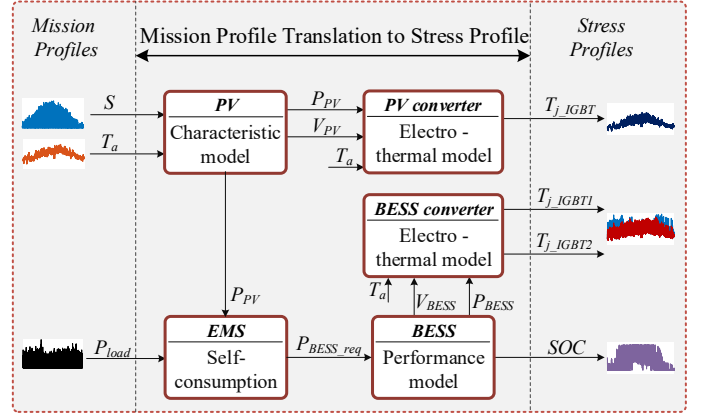 Mission
Profiles
Mission Profile Translation to Stress Profile
Stress
Profiles
S
T_a
PV
Characteristic
model
P_PV
V_PV
T_a
PV converter
Electro -
thermal model
T_j_IGBT
BESS converter
Electro -
thermal model
T_j_IGBT1
T_j_IGBT2
P_PV
T_a
V_BESS
P_BESS
P_load
EMS
Self-
consumption
P_BESS_req
BESS
Performance
model
SOC